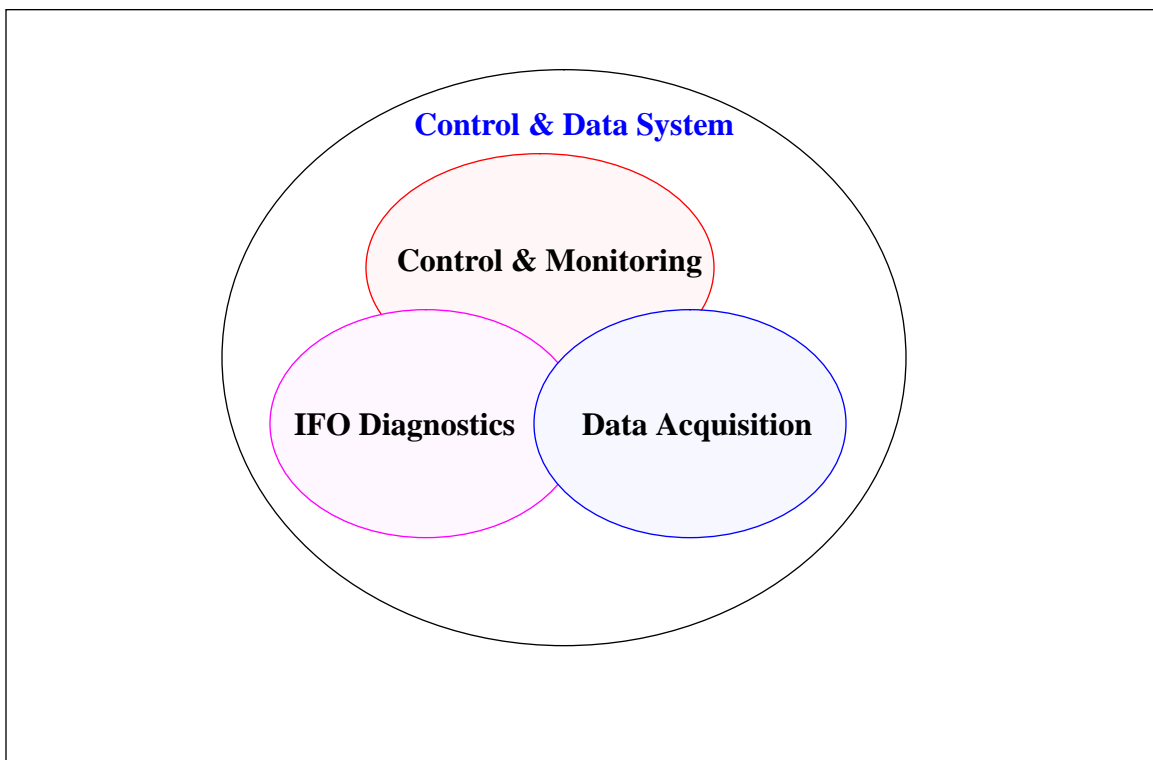 Control & Data System
Control & Monitoring
IFO Diagnostics
Data Acquisition